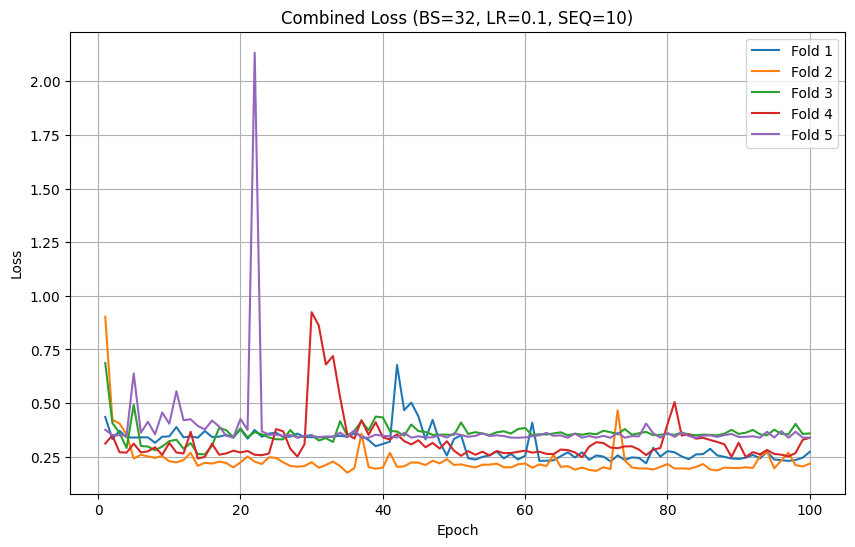 Combined Loss (BS=32, LR=0.1, SEQ=10)
Fold 1
Fold 2
Fold 3
Fold 4
Fold 5
Loss
2.00
1.75
1.50
1.25
1.00
0.75
0.50
0.25
0 20 40 60 80 100
Epoch